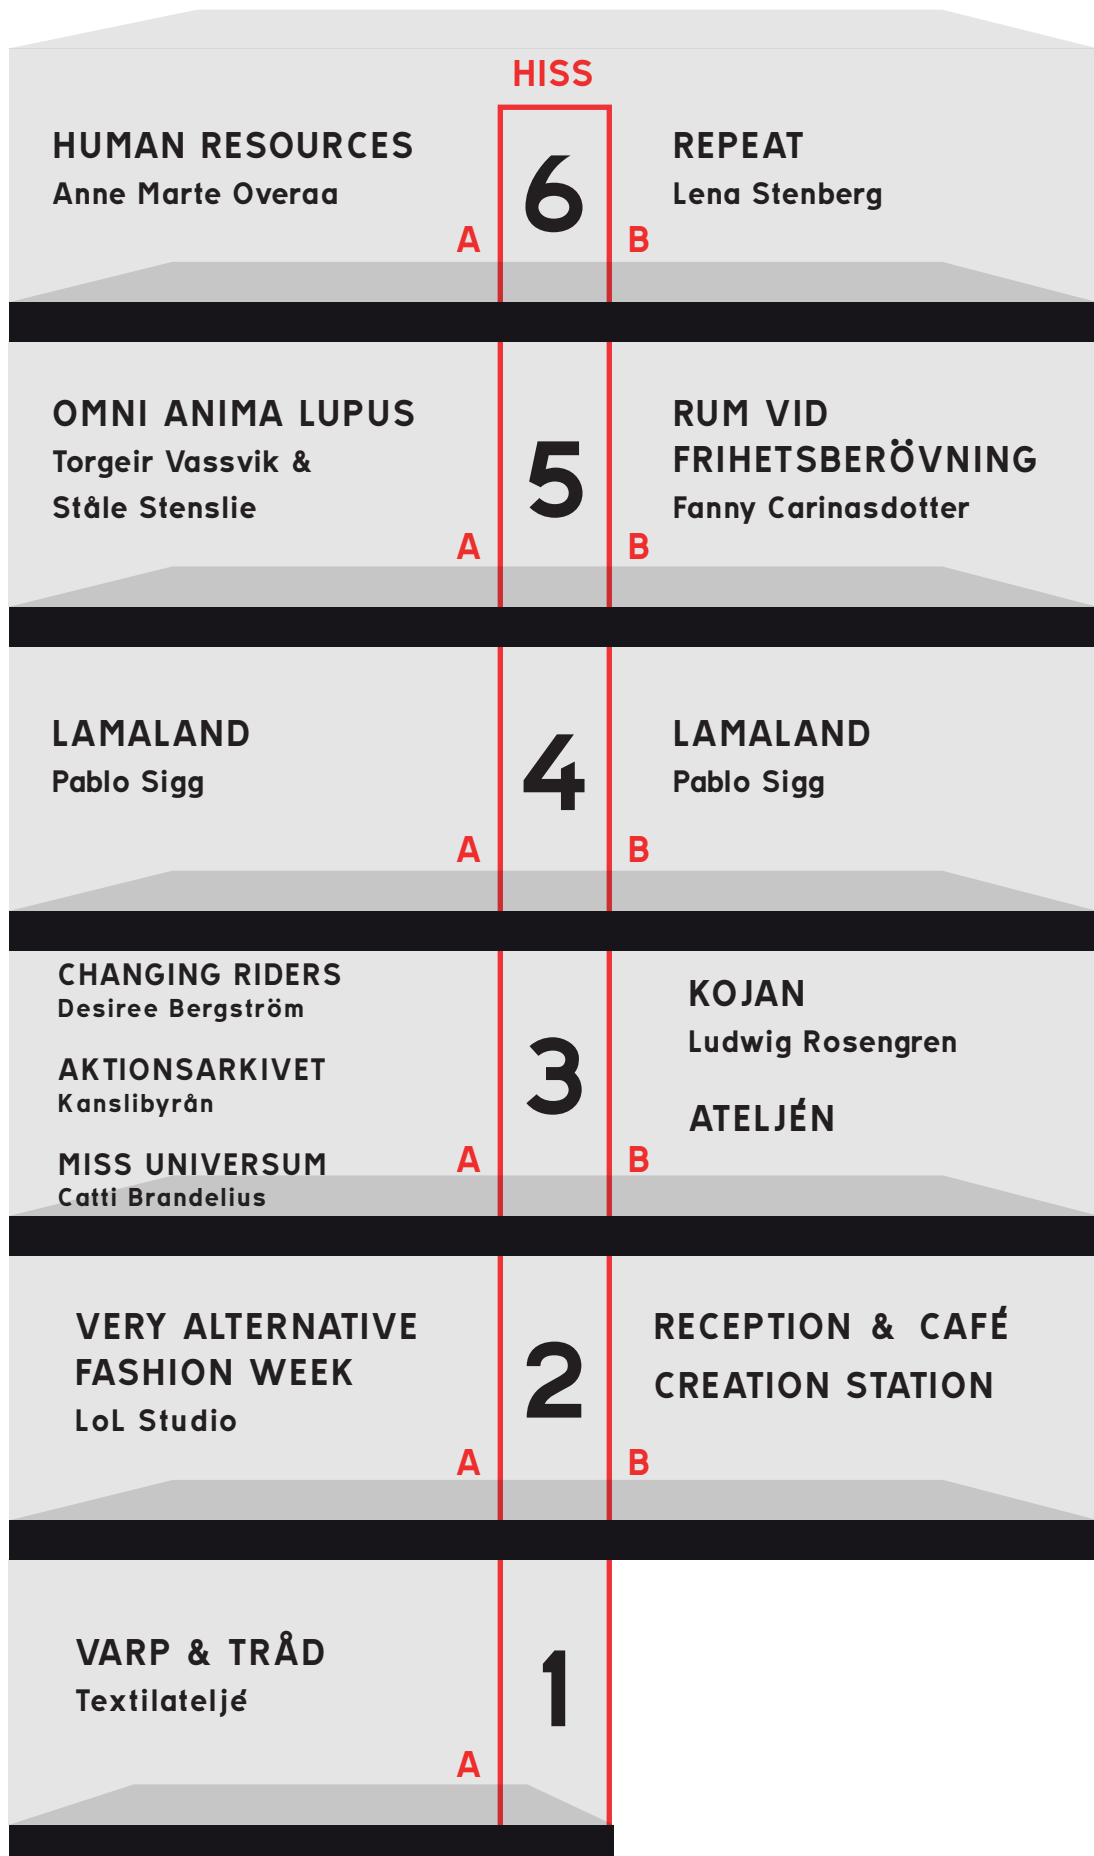 HISS
HUMAN RESOURCES
Anne Marte Overaa
A
6
REPEAT
Lena Stenberg
B
OMNI ANIMA LUPUS
Torgeir Vassvik &
Ståle Stenslie
A
5
RUM VID
FRIHETSBERÖVNING
Fanny Carinasdotter
B
LAMALAND
Pablo Sigg
A
4
LAMALAND
Pablo Sigg
B
CHANGING RIDERS
Desiree Bergström
AKTIONSARKIVET
Kanslibyrån
MISS UNIVERSUM
Catti Brandelius
A
3
KOJAN
Ludwig Rosengren
ATELJÉN
B
VERY ALTERNATIVE
FASHION WEEK
LoL Studio
A
2
RECEPTION & CAFÉ
CREATION STATION
B
VARP & TRÅD
Textilateljé
A
1